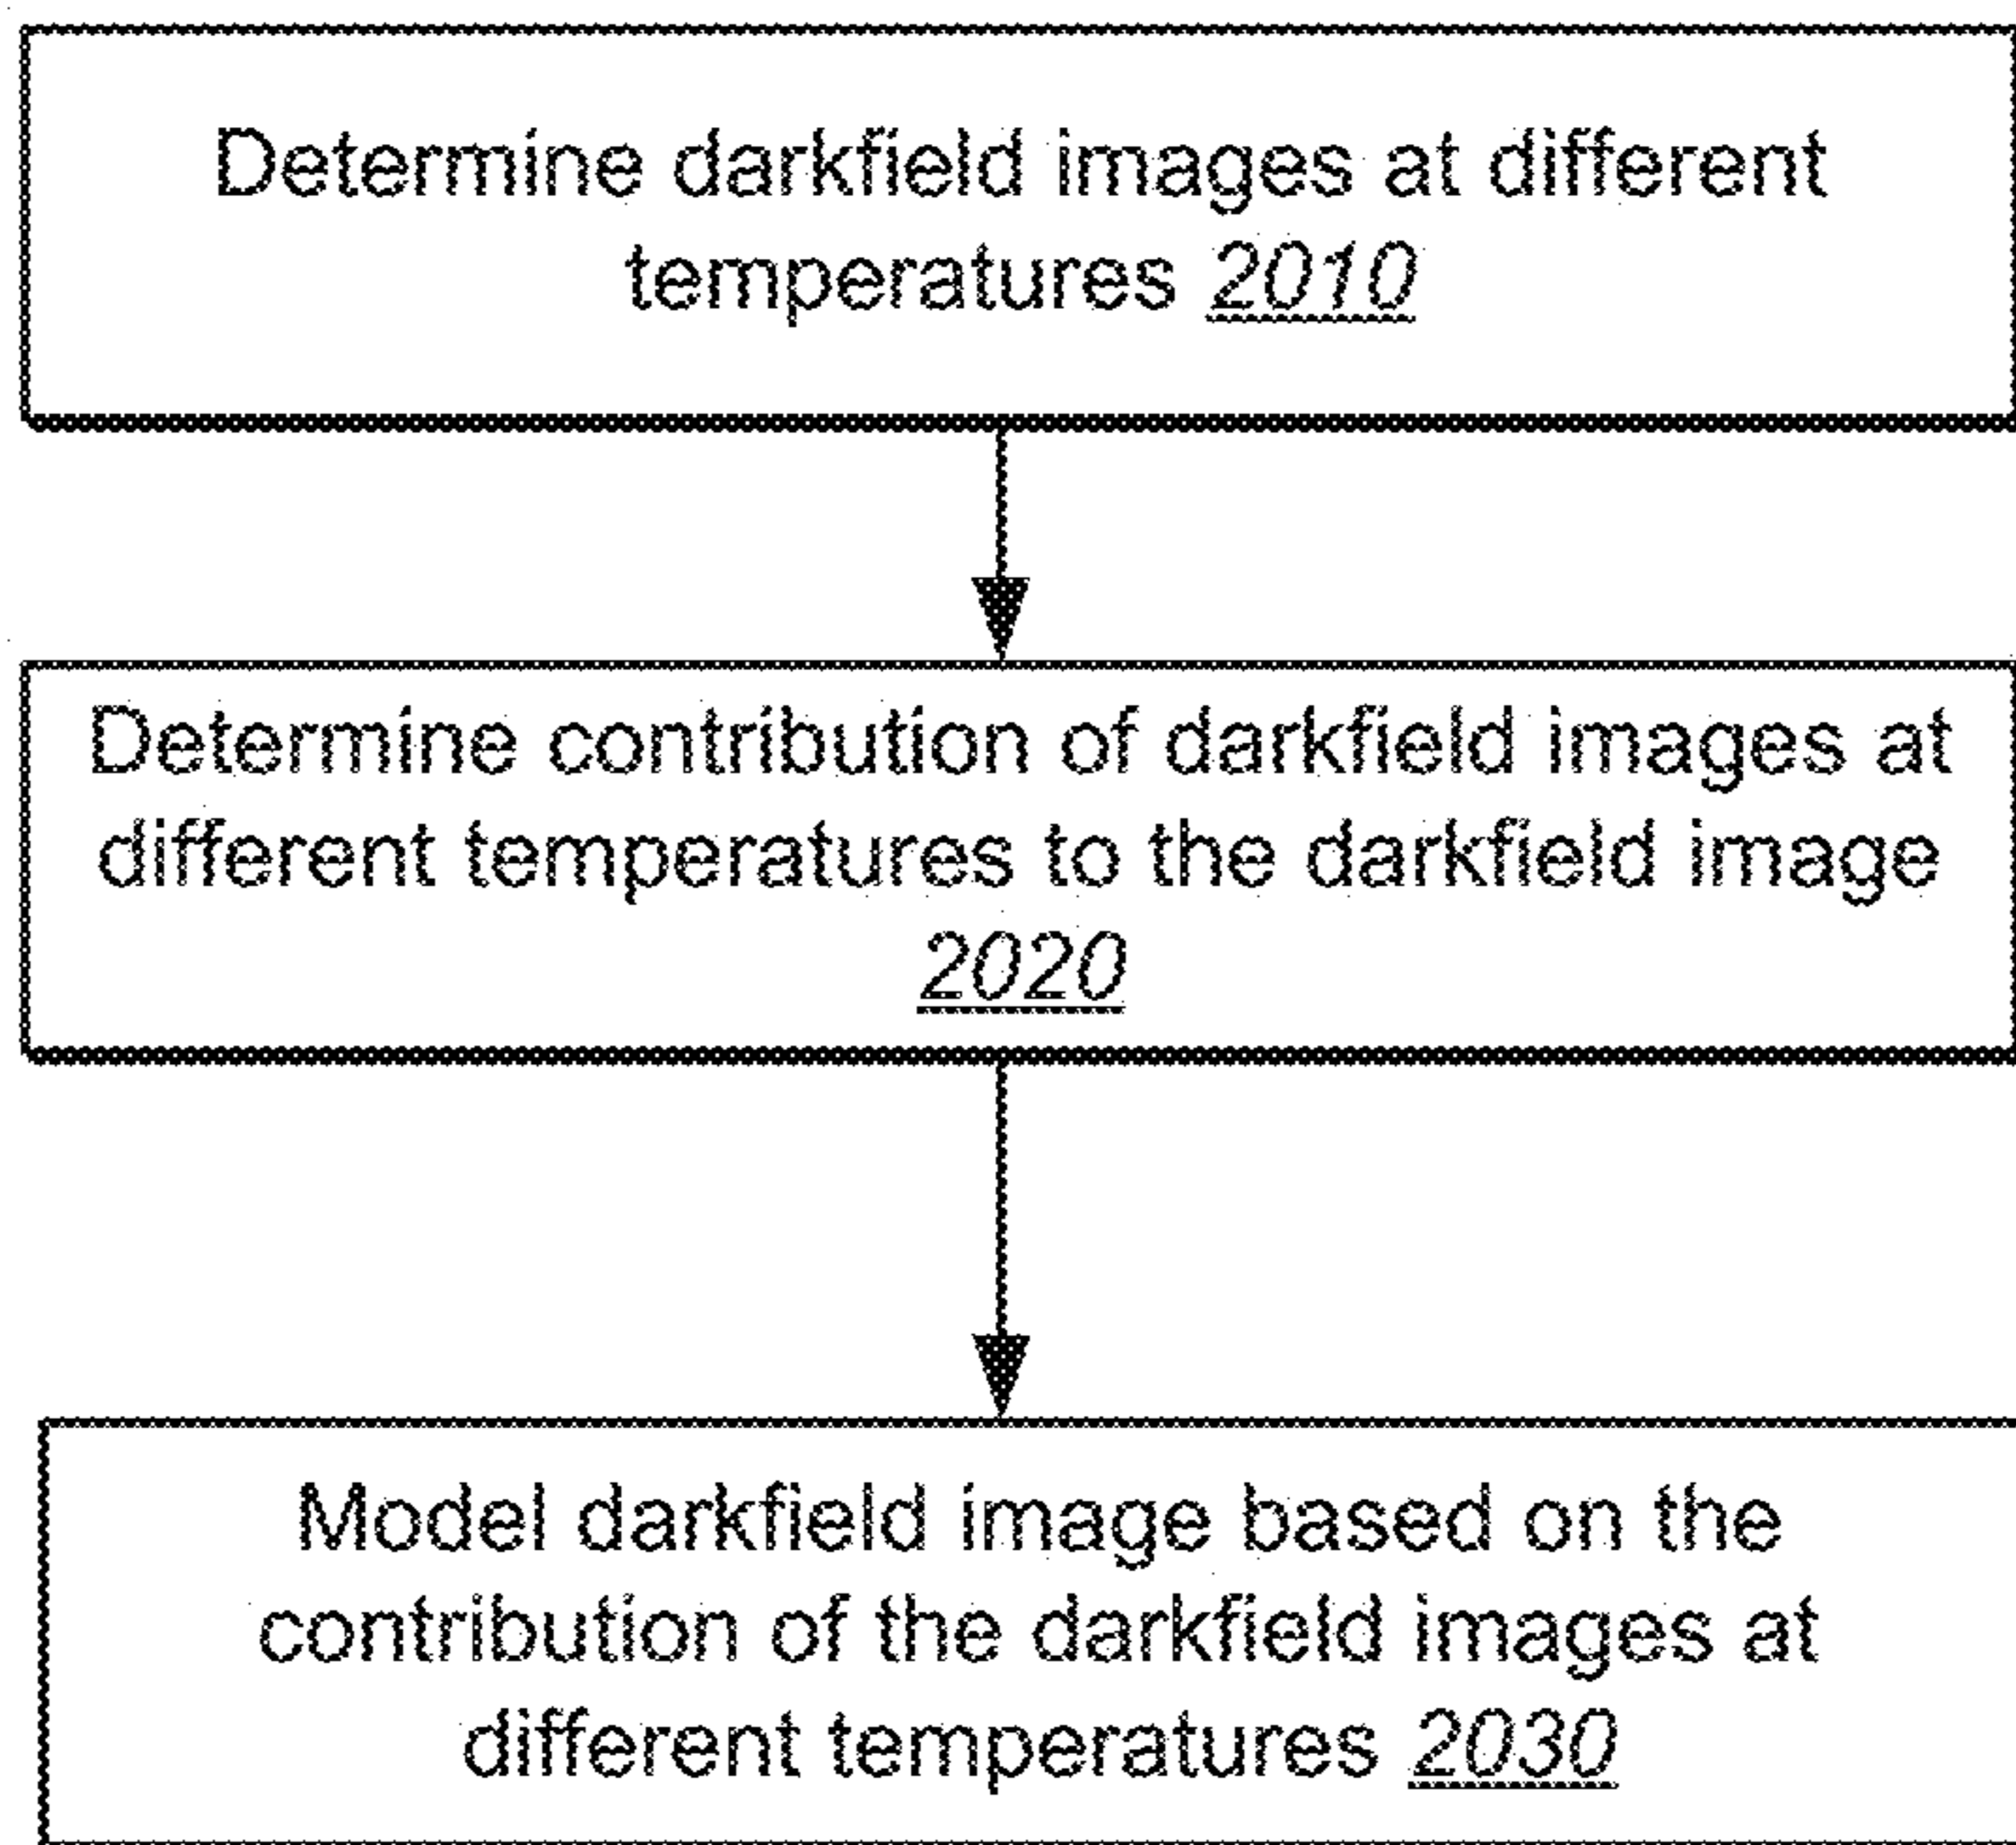 Determine darkfield images at different
temperatures 2010
Determine contribution of darkfield images at
different temperatures to the darkfield image
2020
Model darkfield image based on the
contribution of the darkfield images at
different temperatures 2030